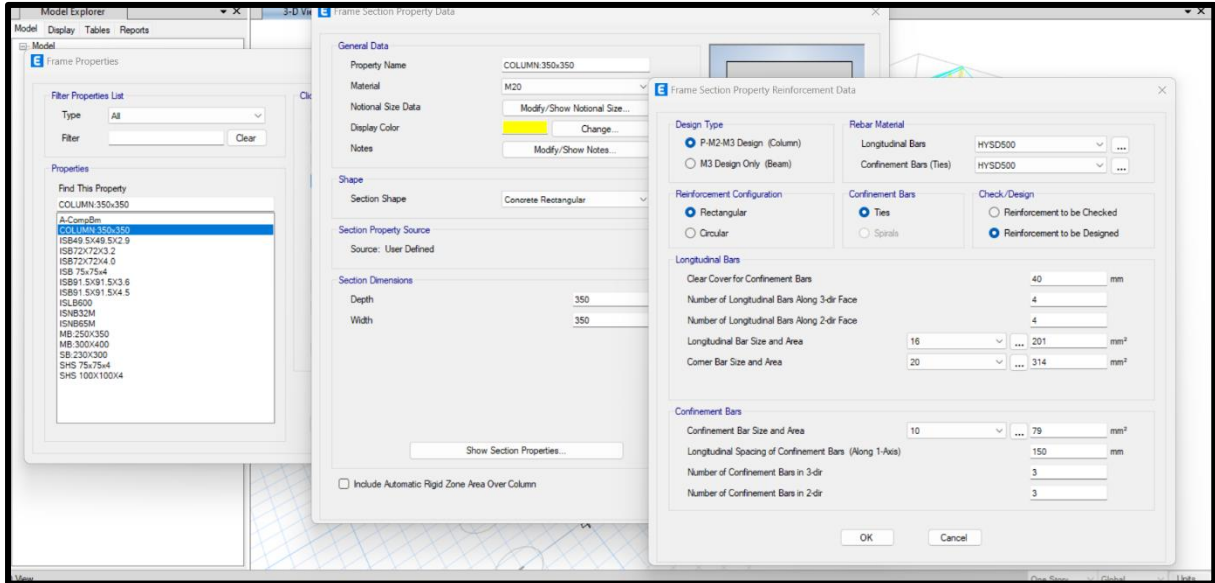 Model Explorer
Model Display Tables Reports
Model
Frame Properties
Filter Properties List
Type All
Filter Clear
Properties
Find This Property
COLUMN:350x350
A-CompBm
COLUMN:350x350
ISB49.5X49.5X2.9
ISB72X72X3.2
ISB72X72X4.0
ISB 75x75x4
ISB91.5X91.5X3.6
ISB91.5X91.5X4.5
ISLB600
ISNB32M
ISNB65M
MB:250X350
MB:300X400
SB:230X300
SHS 75x75x4
SHS 100X100X4
Frame Section Property Data
General Data
Property Name COLUMN:350x350
Material M20
Notional Size Data Modify/Show Notional Size...
Display Color Change...
Notes Modify/Show Notes...
Shape
Section Shape Concrete Rectangular
Section Property Source
Source: User Defined
Section Dimensions
Depth 350
Width 350
Show Section Properties...
Include Automatic Rigid Zone Area Over Column
Frame Section Property Reinforcement Data
Design Type
P-M2-M3 Design (Column)
M3 Design Only (Beam)
Rebar Material
Longitudinal Bars HYSD500 ...
Confinement Bars (Ties) HYSD500 ...
Reinforcement Configuration
Rectangular
Circular
Confinement Bars
Ties
Spirals
Check/Design
Reinforcement to be Checked
Reinforcement to be Designed
Longitudinal Bars
Clear Cover for Confinement Bars 40 mm
Number of Longitudinal Bars Along 3-dir Face 4
Number of Longitudinal Bars Along 2-dir Face 4
Longitudinal Bar Size and Area 16 ... 201 mm²
Corner Bar Size and Area 20 ... 314 mm²
Confinement Bars
Confinement Bar Size and Area 10 ... 79 mm²
Longitudinal Spacing of Confinement Bars (Along 1-Axis) 150 mm
Number of Confinement Bars in 3-dir 3
Number of Confinement Bars in 2-dir 3
OK Cancel
One Story Global Units